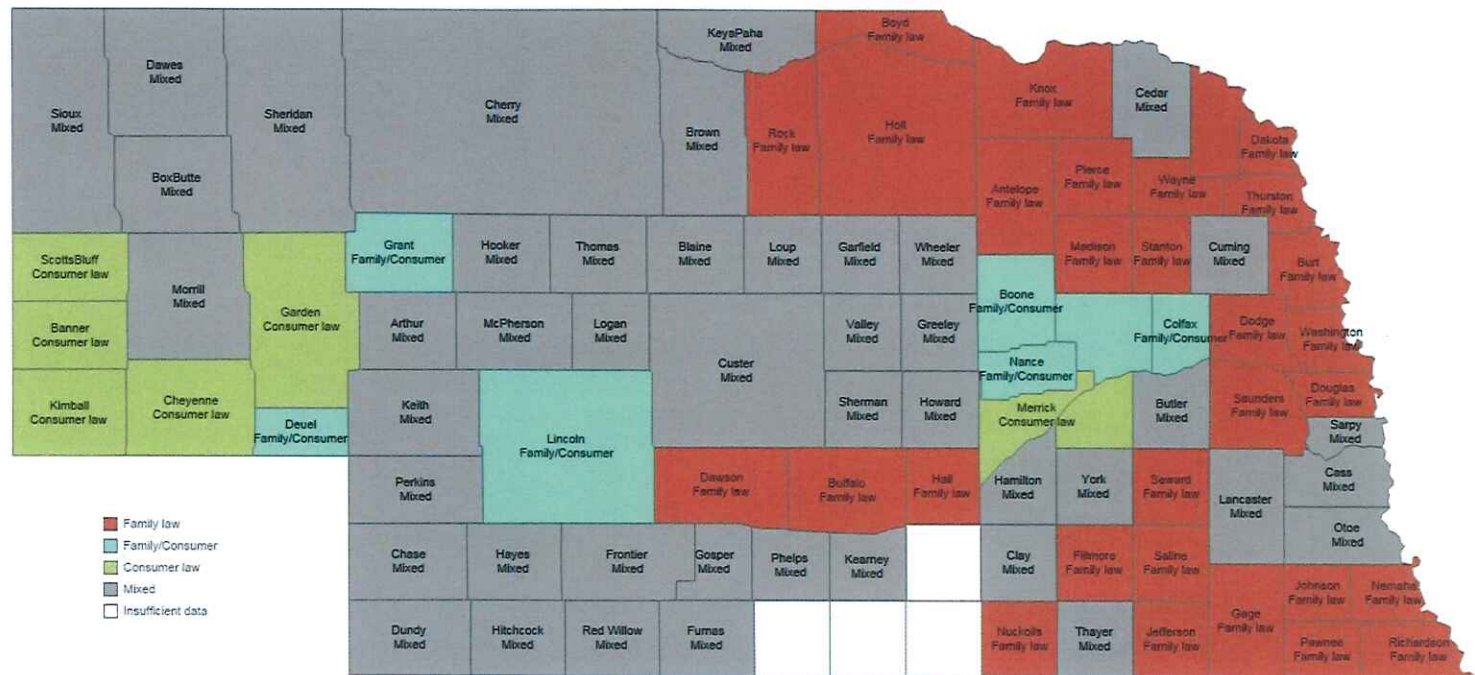 Boyd
Family law
KeyaPaha
Mixed
Dawes
Mixed
Knox
Family law
Cedar
Mixed
Sioux
Mixed
Sheridan
Mixed
Cherry
Mixed
Brown
Mixed
Rock
Family law
Holt
Family law
Dakota
Family law
BoxButte
Mixed
Antelope
Family law
Pierce
Family law
Wayne
Family law
Thurston
Family law
Grant
Family/Consumer
Hooker
Mixed
Thomas
Mixed
Blaine
Mixed
Loup
Mixed
Garfield
Mixed
Wheeler
Mixed
Madison
Family law
Stanton
Family law
Cuming
Mixed
Burt
Family law
ScottsBluff
Consumer law
Morrill
Mixed
Garden
Consumer law
Banner
Consumer law
Arthur
Mixed
McPherson
Mixed
Logan
Mixed
Valley
Mixed
Greeley
Mixed
Boone
Family/Consumer
Colfax
Family/Consumer
Dodge
Family law
Washington
Family law
Custer
Mixed
Nance
Family/Consumer
Kimball
Consumer law
Cheyenne
Consumer law
Deuel
Family/Consumer
Keith
Mixed
Lincoln
Family/Consumer
Sherman
Mixed
Howard
Mixed
Merrick
Consumer law
Butler
Mixed
Saunders
Family law
Douglas
Family law
Sarpy
Mixed
Perkins
Mixed
Dawson
Family law
Buffalo
Family law
Hall
Family law
Hamilton
Mixed
York
Mixed
Seward
Family law
Lancaster
Mixed
Cass
Mixed
Otoe
Mixed
Family law
Family/Consumer
Consumer law
Mixed
Insufficient data
Chase
Mixed
Hayes
Mixed
Frontier
Mixed
Gosper
Mixed
Phelps
Mixed
Kearney
Mixed
Clay
Mixed
Fillmore
Family law
Saline
Family law
Gage
Family law
Johnson
Family law
Nemaha
Family law
Dundy
Mixed
Hitchcock
Mixed
Red Willow
Mixed
Furnas
Mixed
Nuckolls
Family law
Thayer
Mixed
Jefferson
Family law
Pawnee
Family law
Richardson
Family law